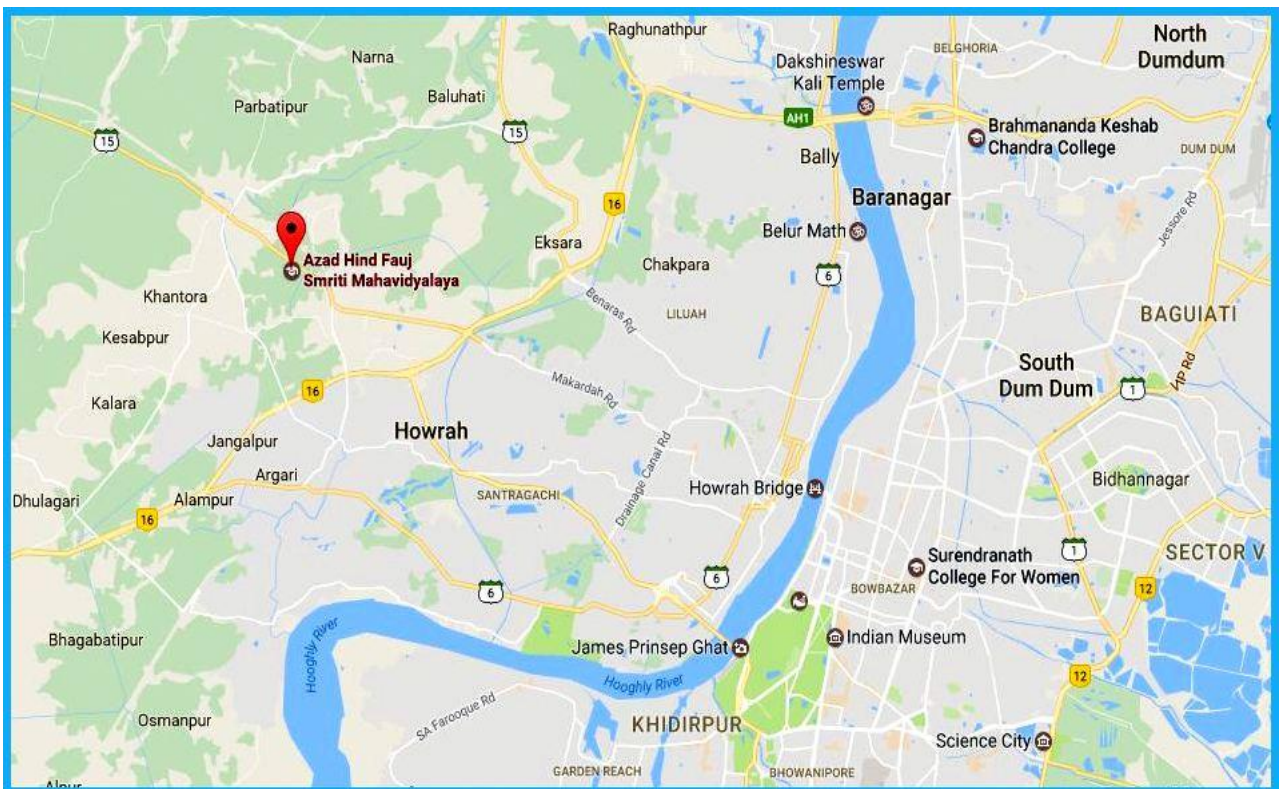 Raghunathpur
North
Dumdum
BELGHORIA
Narna
Dakshineswar
Kali Temple
Baluhati
Parbatipur
AH1
15
15
Brahmananda Keshab
Chandra College
Bally
DUM DUM
Baranagar
16
Jessore Rd
Belur Math
Eksara
Azad Hind Fauj
Smriti Mahavidyalaya
Chakpara
6
Khantora
Benaras Rd
LILUAH
BAGUIATI
Kesabpur
South
Dum Dum
VIP Rd
1
16
Makardah Rd
Kalara
Howrah
Jangalpur
Argari
Drainage Canal Rd
Bidhannagar
Dhulagari
Alampur
SANTRAGACHI
Howrah Bridge
16
1
SECTOR V
Surendranath
College For Women
6
6
BOWBAZAR
12
Bhagabatipur
Hooghly River
James Prinsep Ghat
Indian Museum
Hooghly River
12
Osmanpur
SA Farooque Rd
KHIDIRPUR
Science City
GARDEN REACH
BHOWANIPORE